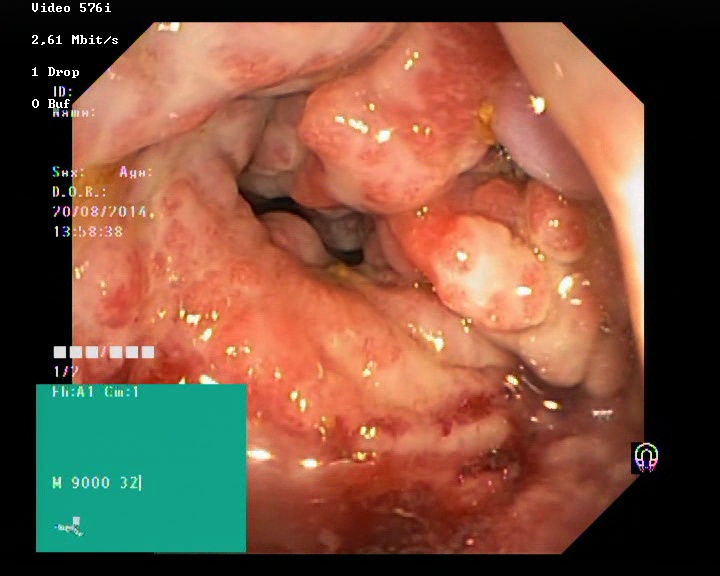 Video 576i
2,61 Mbit/s
1 Drop
ID:
0 Buf
Name:
Sex: Age:
D.O.B.:
20/08/2014
13:58:38
1/2
Eh:A1 Cm:1
M 9000 32